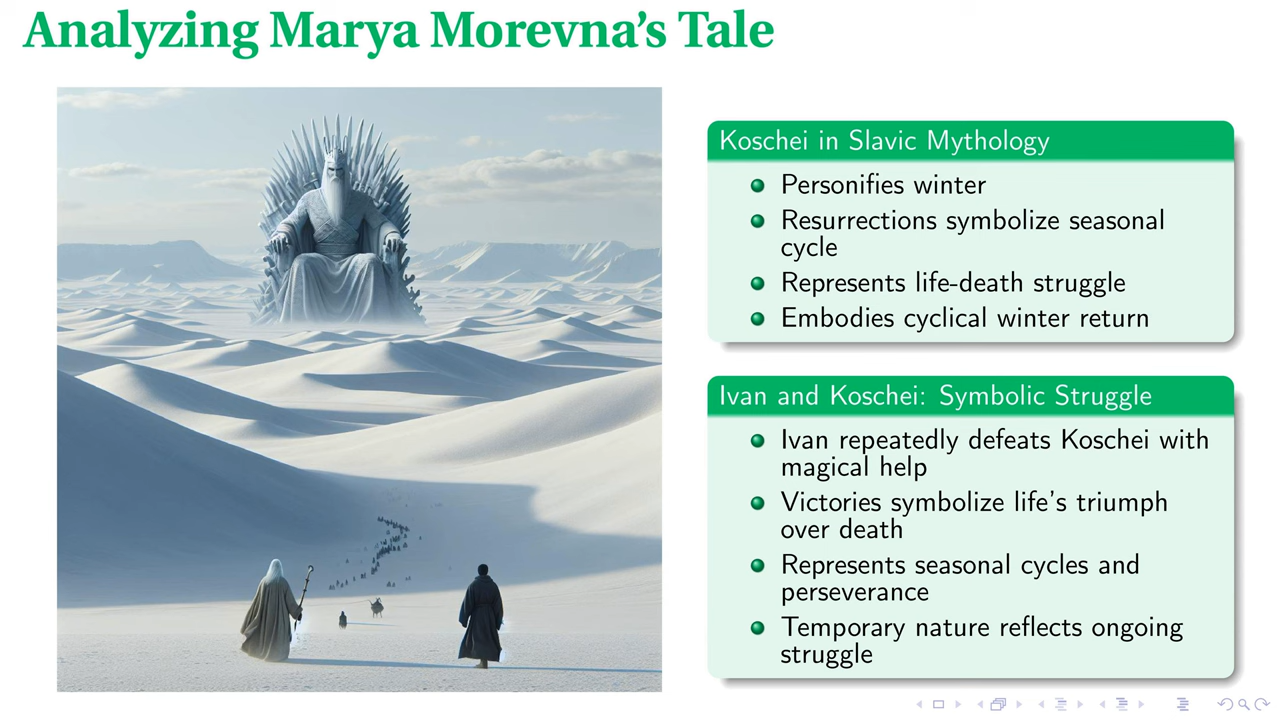 Analyzing Marya Morevna's Tale
Koschei in Slavic Mythology
Personifies winter
Resurrections symbolize seasonal
cycle
Represents life-death struggle
Embodies cyclical winter return
Ivan and Koschei: Symbolic Struggle
Ivan repeatedly defeats Koschei with
magical help
Victories symbolize life's triumph
over death
Represents seasonal cycles and
perseverance
Temporary nature reflects ongoing
struggle